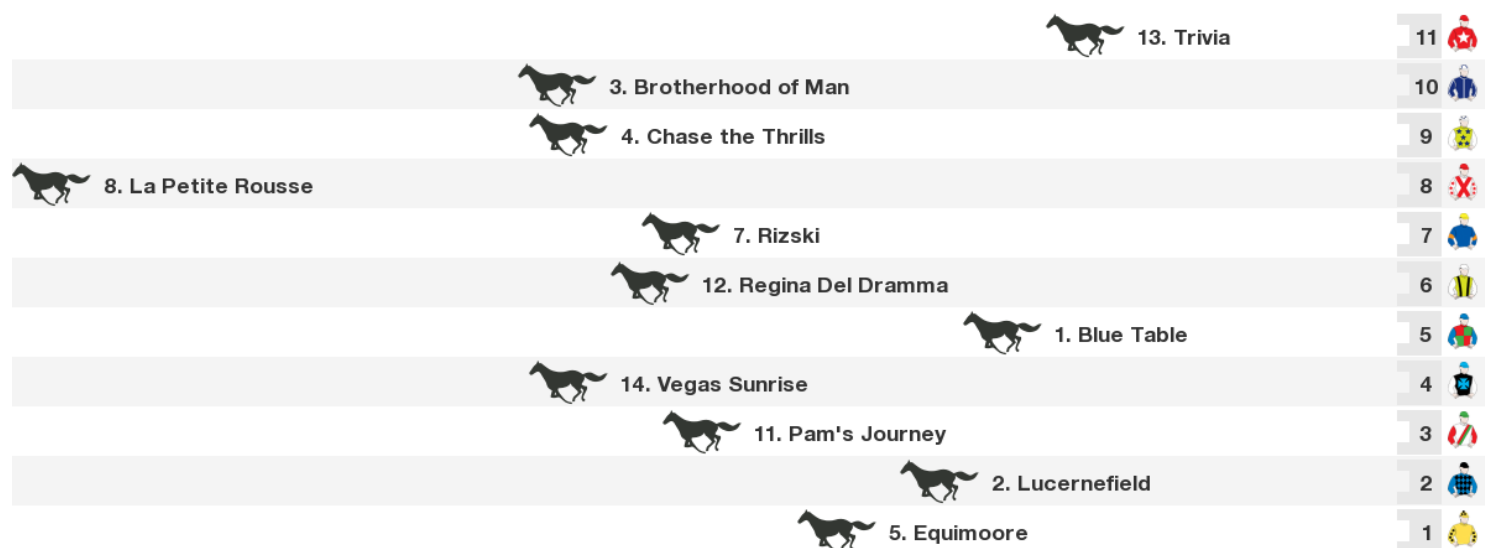 13. Trivia 11
3. Brotherhood of Man 10
4. Chase the Thrills 9
8. La Petite Rousse 8
7. Rizski 7
12. Regina Del Dramma 6
1. Blue Table 5
14. Vegas Sunrise 4
11. Pam's Journey 3
2. Lucernefield 2
5. Equimoore 1